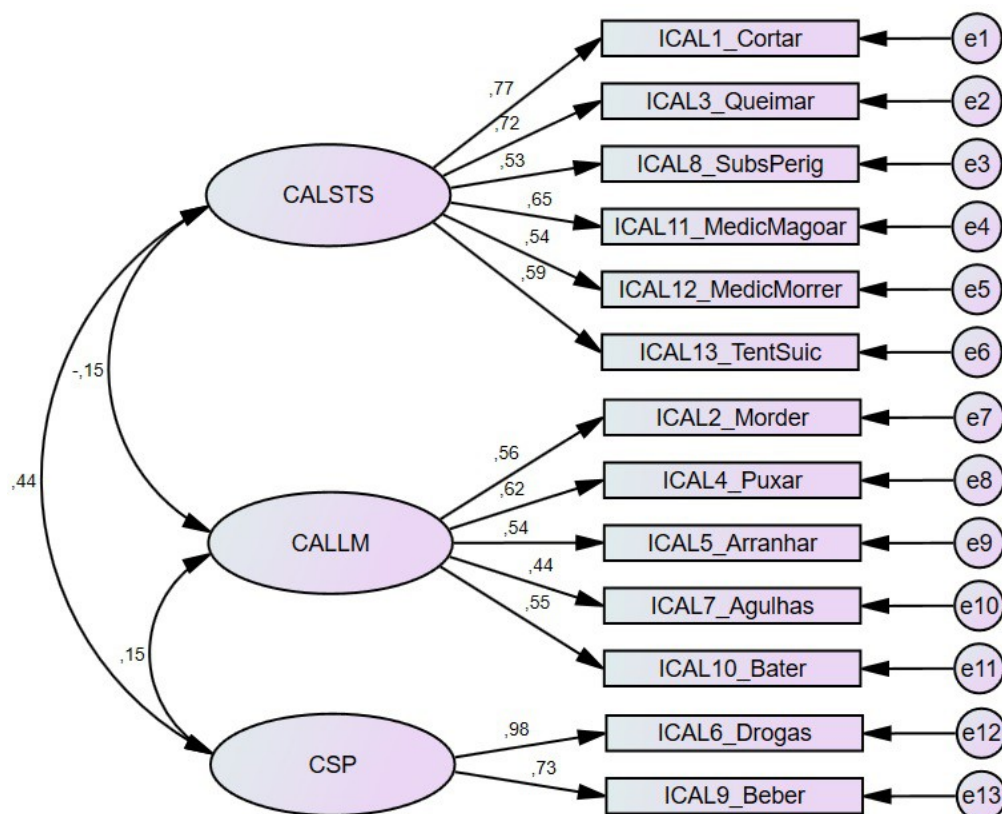 ICAL1_Cortar
e1
,77
ICAL3_Queimar
e2
,72
ICAL8_SubsPerig
e3
,53
CALSTS
ICAL11_MedicMagoar
e4
,65
ICAL12_MedicMorrer
e5
,54
ICAL13_TentSuic
e6
,59
-,15
ICAL2_Morder
e7
,56
,44
ICAL4_Puxar
e8
,62
CALLM
ICAL5_Arranhar
e9
,54
ICAL7_Agulhas
e10
,44
ICAL10_Bater
e11
,55
,15
ICAL6_Drogas
e12
,98
CSP
ICAL9_Beber
e13
,73